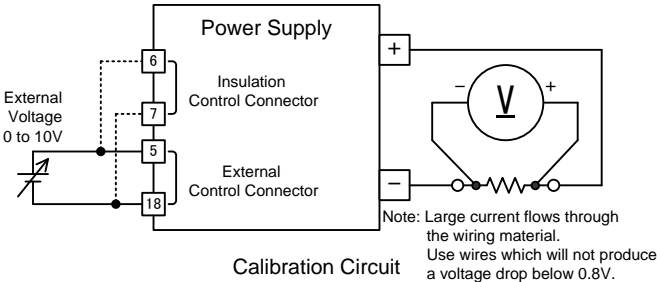 Power Supply
6
7
5
18
Insulation
Control Connector
External
Control Connector
External
Voltage
0 to 10V
+
−
−
V
+
Note: Large current flows through
the wiring material.
Use wires which will not produce
a voltage drop below 0.8V.
Calibration Circuit